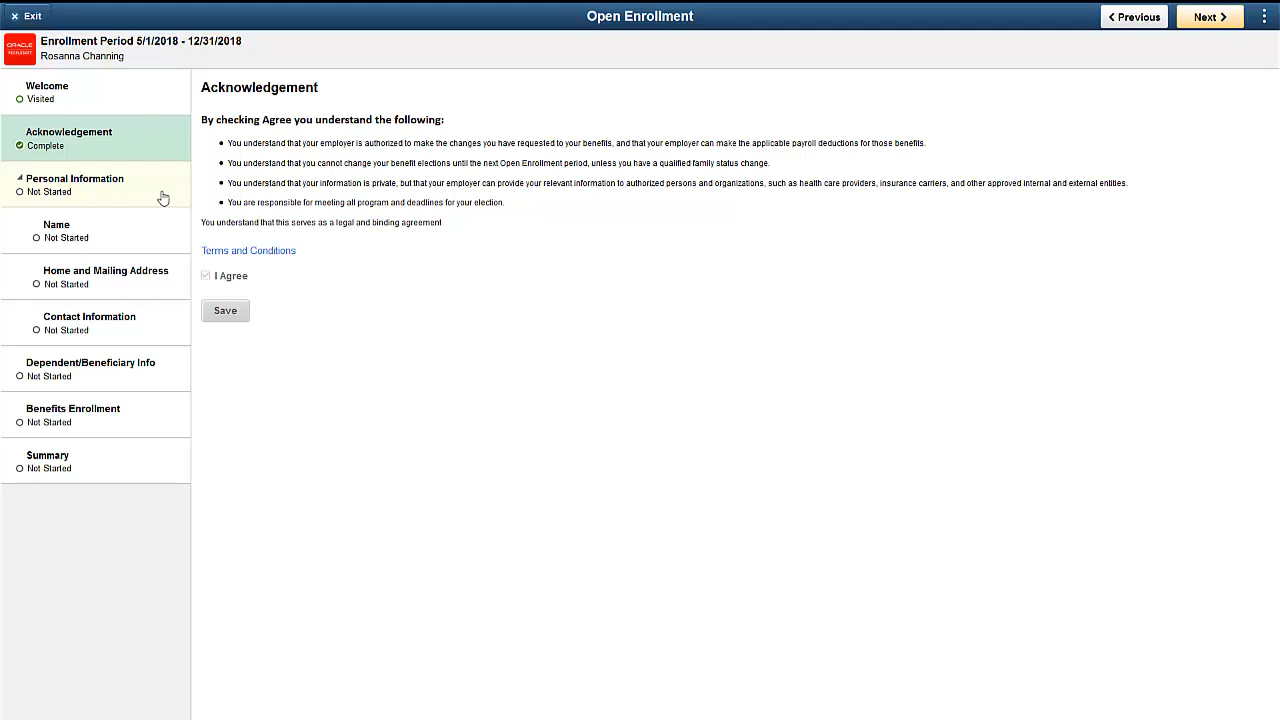 Exit
Open Enrollment
Previous
Next
ORACLE
PEOPLESOFT
Enrollment Period 5/1/2018 - 12/31/2018
Rosanna Channing
Welcome
Visited
Acknowledgement
Complete
Personal Information
Not Started
Name
Not Started
Home and Mailing Address
Not Started
Contact Information
Not Started
Dependent/Beneficiary Info
Not Started
Benefits Enrollment
Not Started
Summary
Not Started
Acknowledgement
By checking Agree you understand the following:
• You understand that your employer is authorized to make the changes you have requested to your benefits, and that your employer can make the applicable payroll deductions for those benefits.
• You understand that you cannot change your benefit elections until the next Open Enrollment period, unless you have a qualified family status change.
• You understand that your information is private, but that your employer can provide your relevant information to authorized persons and organizations, such as health care providers, insurance carriers, and other approved internal and external entities.
• You are responsible for meeting all program and deadlines for your election.
You understand that this serves as a legal and binding agreement
Terms and Conditions
I Agree
Save